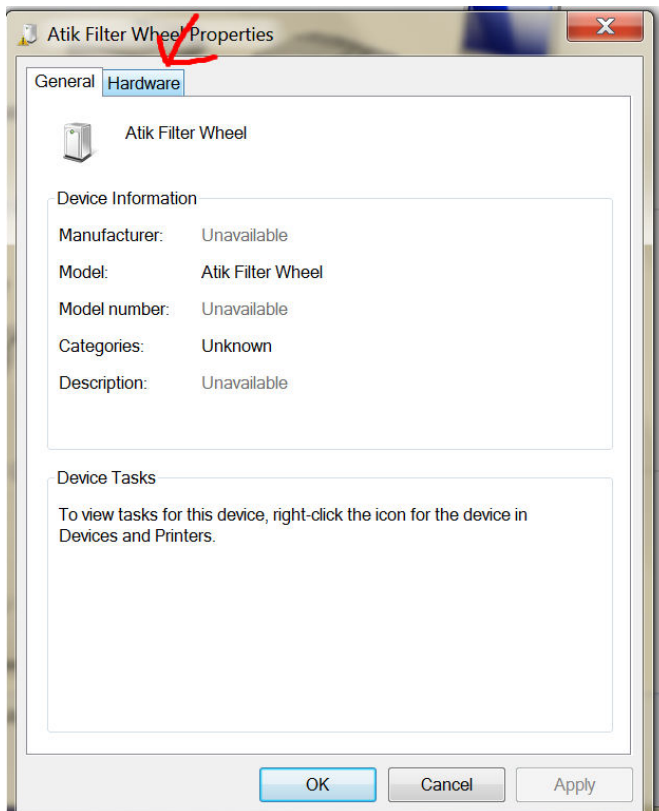 Atik Filter Wheel Properties
General Hardware
Atik Filter Wheel
Device Information
Manufacturer: Unavailable
Model: Atik Filter Wheel
Model number: Unavailable
Categories: Unknown
Description: Unavailable
Device Tasks
To view tasks for this device, right-click the icon for the device in
Devices and Printers.
OK Cancel Apply